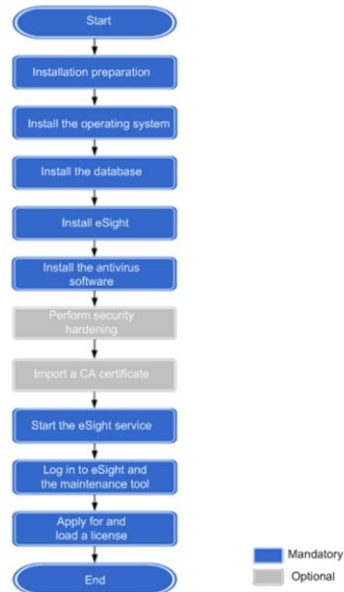 Start
Installation preparation
Install the operating system
Install the database
Install eSight
Install the antivirus
software
Perform security
hardening
Import a CA certificate
Start the eSight service
Log in to eSight and
the maintenance tool
Apply for and
load a license
End
Mandatory
Optional